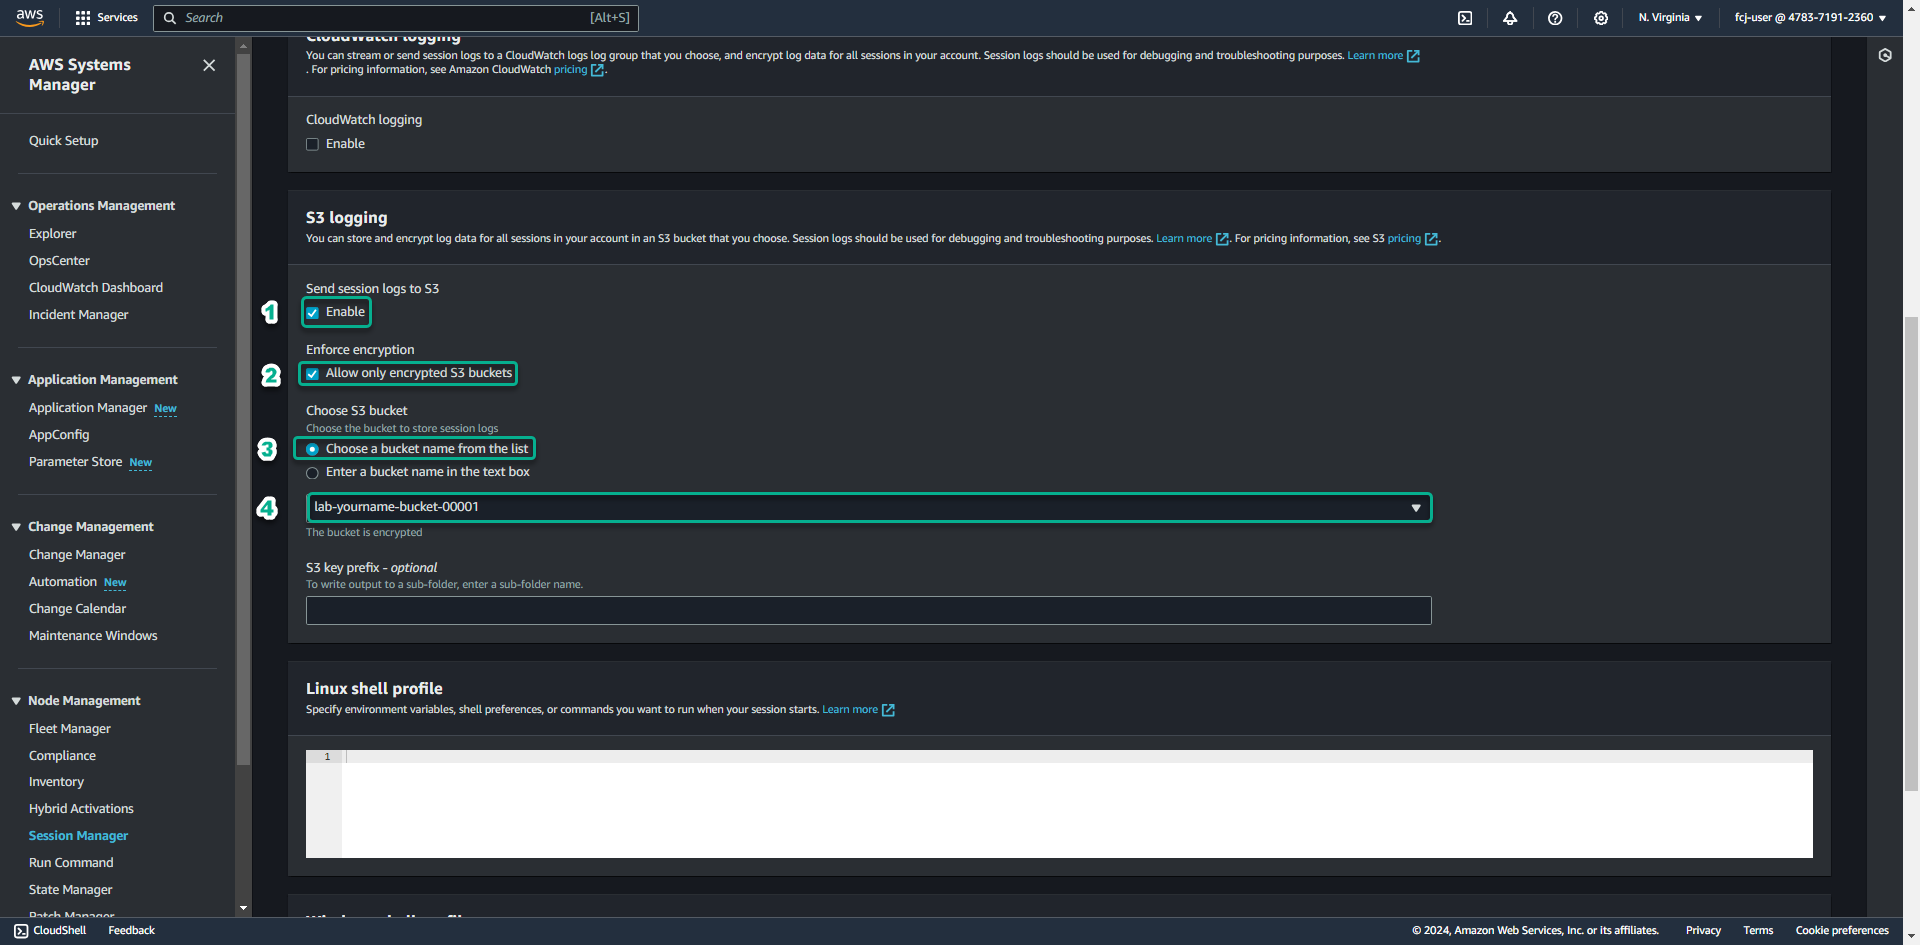 aws
Services
Search
[Alt+S]
N. Virginia
fcj-user @ 4783-7191-2360
AWS Systems
Manager
Quick Setup
Operations Management
Explorer
OpsCenter
CloudWatch Dashboard
Incident Manager
Application Management
Application Manager New
AppConfig
Parameter Store New
Change Management
Change Manager
Automation New
Change Calendar
Maintenance Windows
Node Management
Fleet Manager
Compliance
Inventory
Hybrid Activations
Session Manager
Run Command
State Manager
Patch Manager
CloudWatch logging
You can stream or send session logs to a CloudWatch logs log group that you choose, and encrypt log data for all sessions in your account. Session logs should be used for debugging and troubleshooting purposes. Learn more
. For pricing information, see Amazon CloudWatch pricing .
CloudWatch logging
Enable
S3 logging
You can store and encrypt log data for all sessions in your account in an S3 bucket that you choose. Session logs should be used for debugging and troubleshooting purposes. Learn more . For pricing information, see S3 pricing .
Send session logs to S3
1 Enable
Enforce encryption
2 Allow only encrypted S3 buckets
Choose S3 bucket
Choose the bucket to store session logs
3 Choose a bucket name from the list
Enter a bucket name in the text box
4 lab-yourname-bucket-00001
The bucket is encrypted
S3 key prefix - optional
To write output to a sub-folder, enter a sub-folder name.
Linux shell profile
Specify environment variables, shell preferences, or commands you want to run when your session starts. Learn more
1
CloudShell
Feedback
© 2024, Amazon Web Services, Inc. or its affiliates.
Privacy
Terms
Cookie preferences